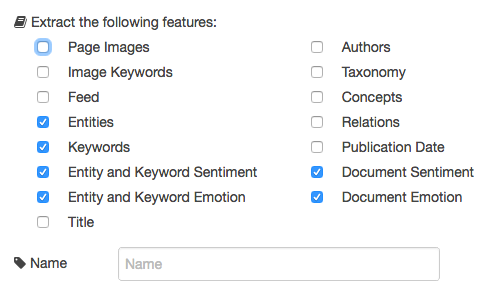 Extract the following features:
Page Images
Authors
Image Keywords
Taxonomy
Feed
Concepts
Entities
Relations
Keywords
Publication Date
Entity and Keyword Sentiment
Document Sentiment
Entity and Keyword Emotion
Document Emotion
Title
Name
Name